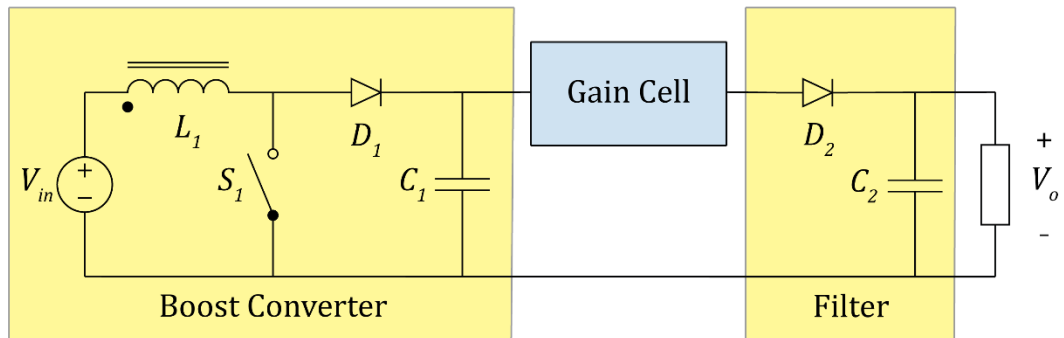 Gain Cell
L1
D1
D2
+
+
−
Vin
S1
C1
C2
Vo
-
Boost Converter
Filter